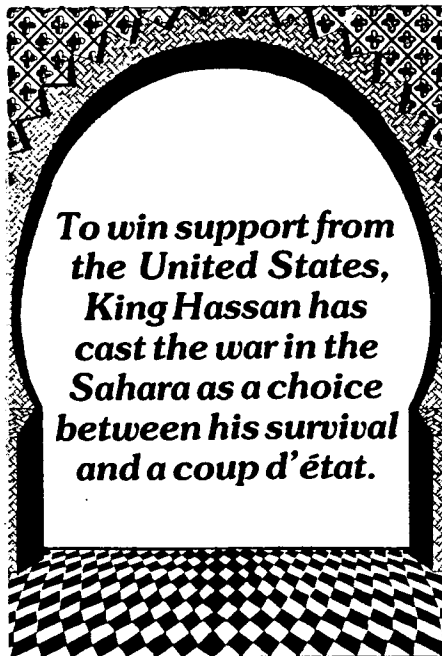 To win support from
the United States,
King Hassan has
cast the war in the
Sahara as a choice
between his survival
and a coup d'état.